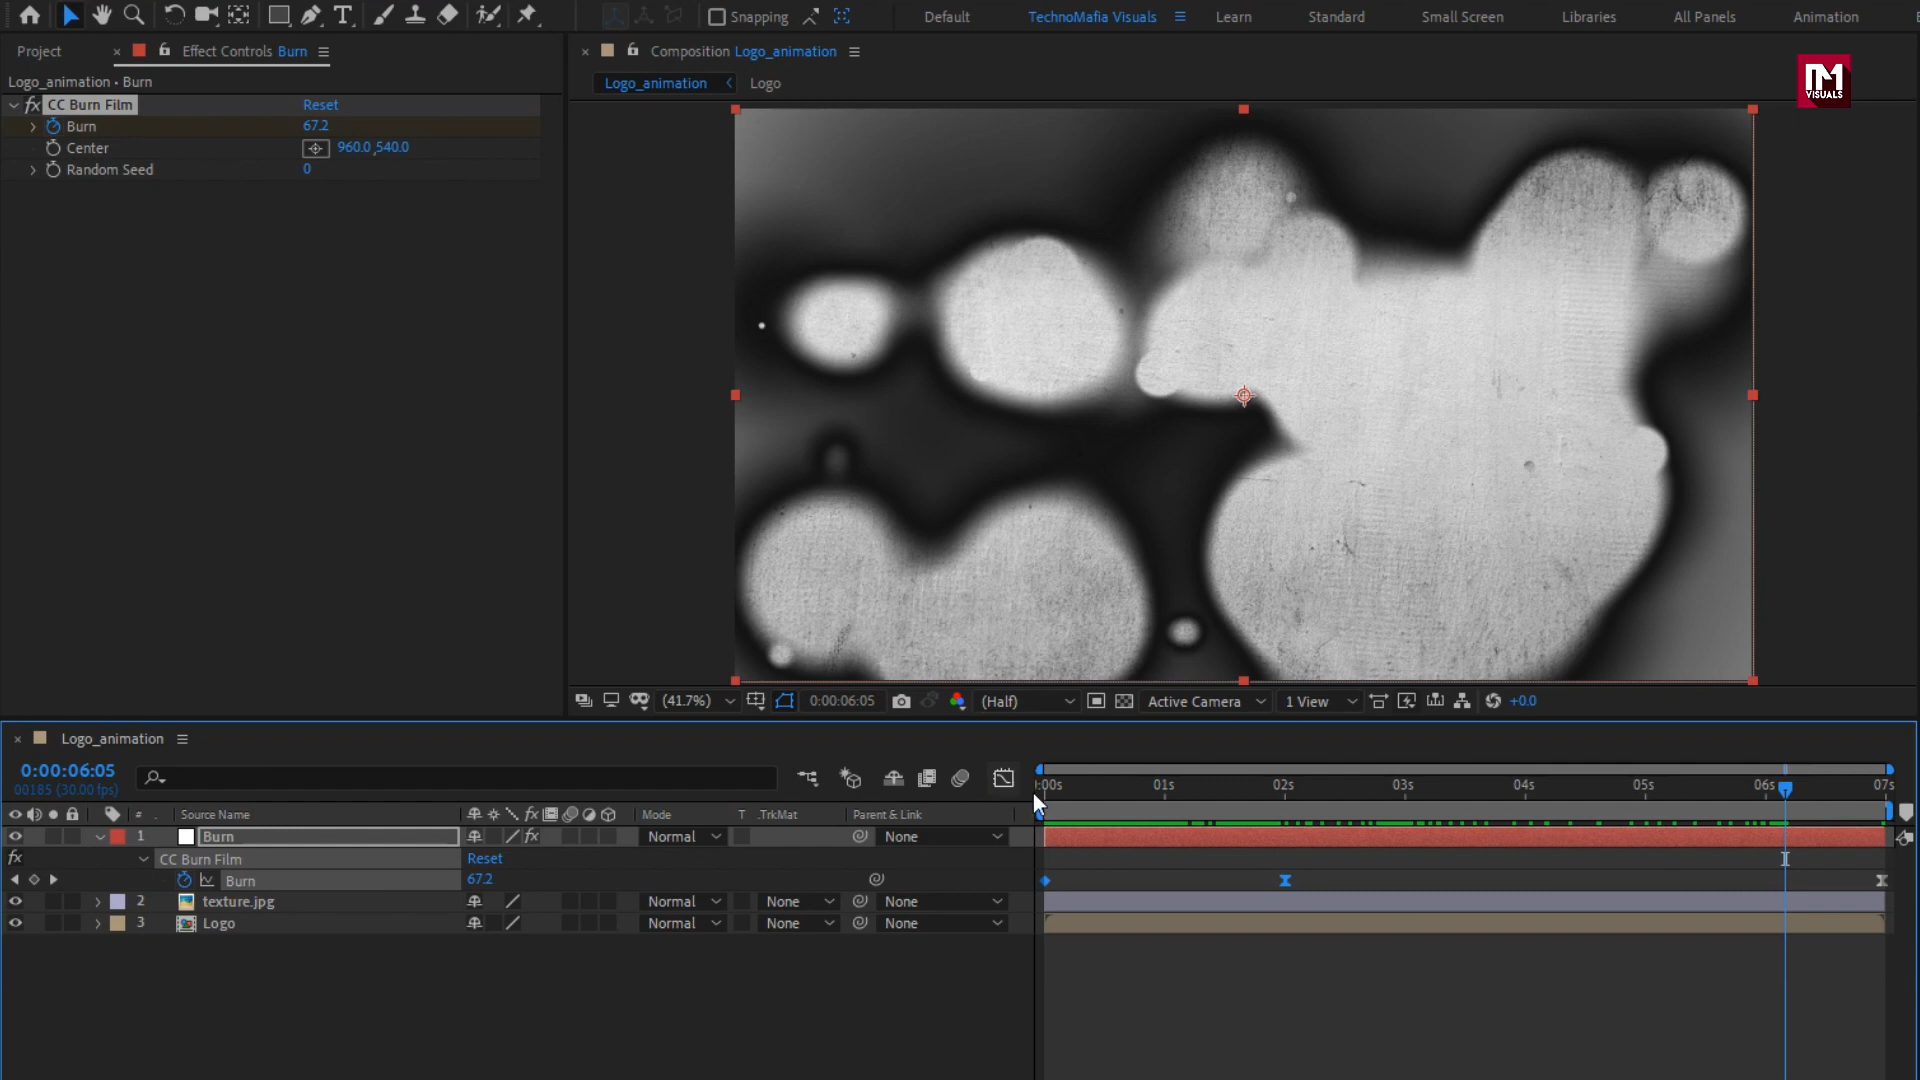 Snapping
Default
TechnoMafia Visuals
Learn
Standard
Small Screen
Libraries
All Panels
Animation
Project
Effect Controls Burn
Composition Logo_animation
Logo_animation • Burn
Logo_animation
Logo
VISUALS
fx CC Burn Film
Reset
Burn
67.2
Center
960.0,540.0
Random Seed
0
(41.7%)
0:00:06:05
(Half)
Active Camera
1 View
+0.0
Logo_animation
0:00:06:05
00185 (30.00 fps)
:00s
01s
02s
03s
04s
05s
06s
07s
#
Source Name
fx
Mode
T
.TrkMat
Parent & Link
1
Burn
fx
Normal
None
fx
CC Burn Film
Reset
Burn
67.2
2
texture.jpg
Normal
None
None
3
Logo
Normal
None
None